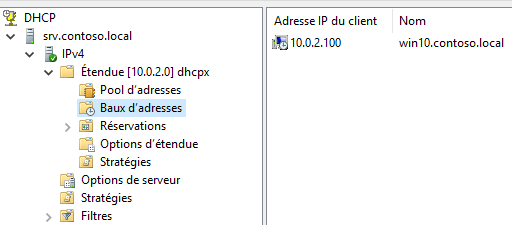 DHCP
srv.contoso.local
IPv4
Étendue [10.0.2.0] dhcpx
Pool d'adresses
Baux d'adresses
Réservations
Options d'étendue
Stratégies
Options de serveur
Stratégies
Filtres
Adresse IP du client Nom
10.0.2.100 win10.contoso.local